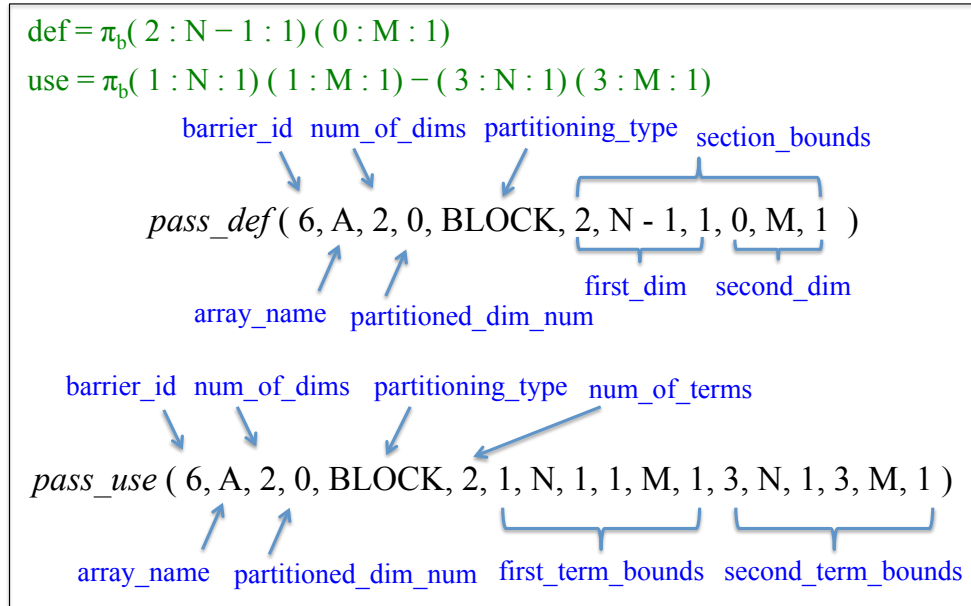 def = π_b( 2 : N − 1 : 1) ( 0 : M : 1)
use = π_b( 1 : N : 1) ( 1 : M : 1) − ( 3 : N : 1) ( 3 : M : 1)
barrier_id num_of_dims partitioning_type section_bounds
pass_def ( 6, A, 2, 0, BLOCK, 2, N - 1, 1, 0, M, 1 )
first_dim second_dim
array_name partitioned_dim_num
barrier_id num_of_dims partitioning_type num_of_terms
pass_use ( 6, A, 2, 0, BLOCK, 2, 1, N, 1, 1, M, 1, 3, N, 1, 3, M, 1 )
array_name partitioned_dim_num first_term_bounds second_term_bounds